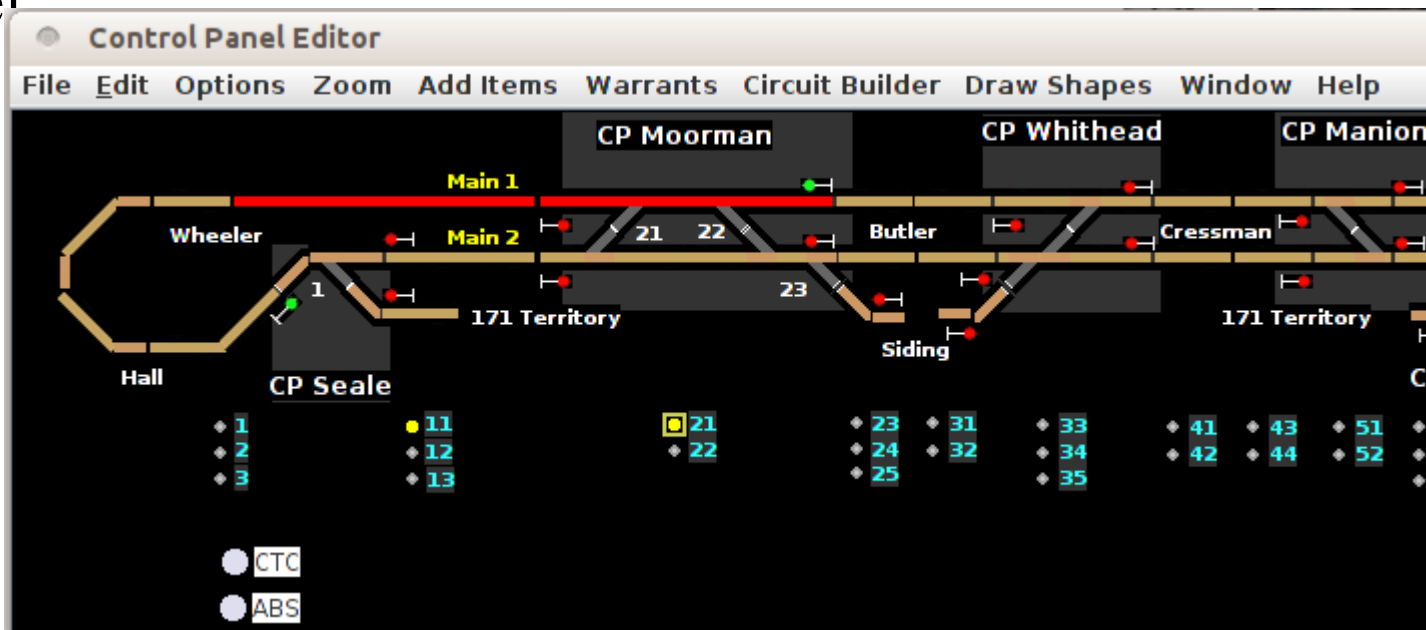 Control Panel Editor
File Edit Options Zoom Add Items Warrants Circuit Builder Draw Shapes Window Help
CP Moorman CP Whithead CP Manion
Main 1
Wheeler Main 2 21 22 Butler Cressman
1 23
171 Territory 171 Territory
Siding
Hall CP Seale C
1 11 21 23 31 33 41 43 51
2 12 22 24 32 34 42 44 52
3 13 25 35
CTC
ABS